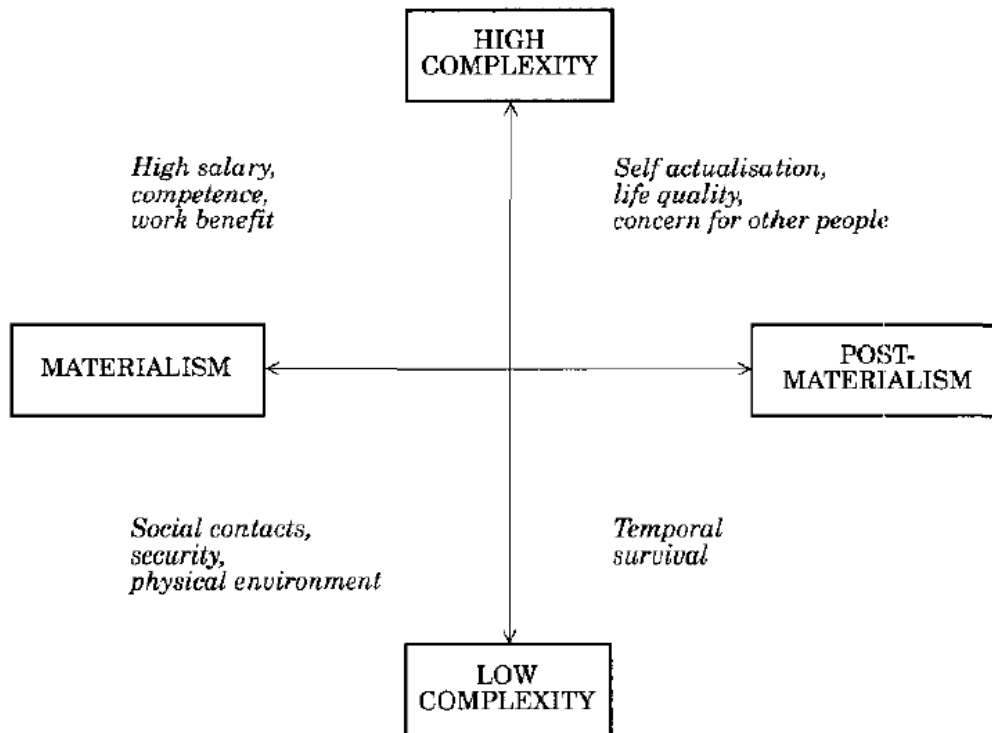 HIGH
COMPLEXITY
High salary,
competence,
work benefit
Self actualisation,
life quality,
concern for other people
MATERIALISM
POST-
MATERIALISM
Social contacts,
security,
physical environment
Temporal
survival
LOW
COMPLEXITY